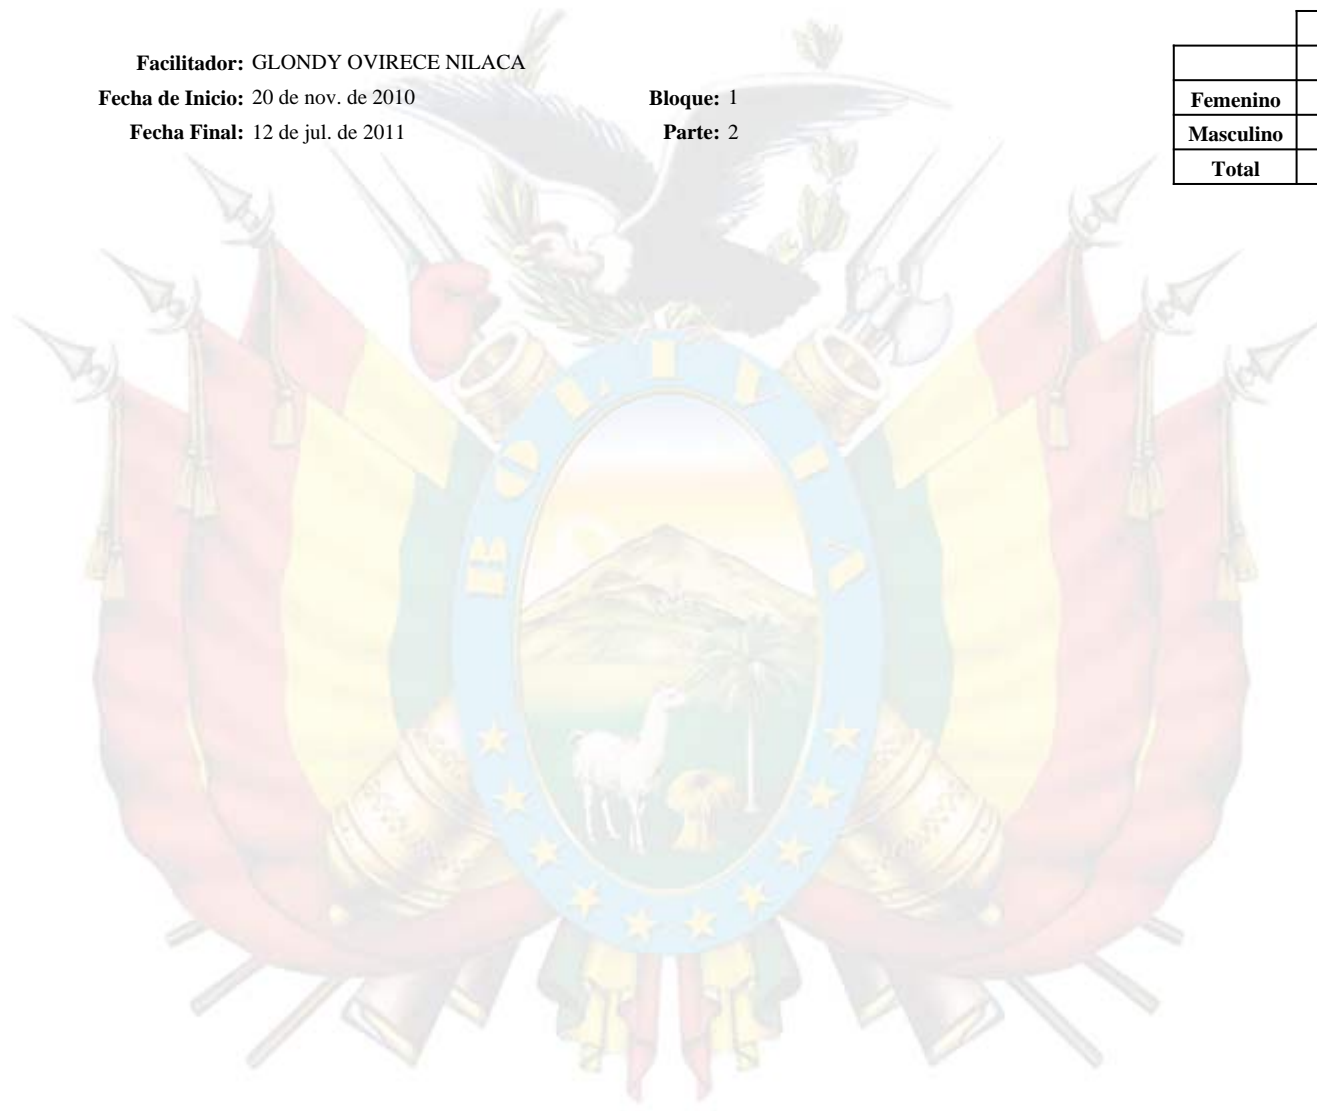 Facilitador: GLONDY OVIRECE NILACA
Fecha de Inicio: 20 de nov. de 2010 Bloque: 1
Fecha Final: 12 de jul. de 2011 Parte: 2
Femenino
Masculino
Total
BOLIVIA